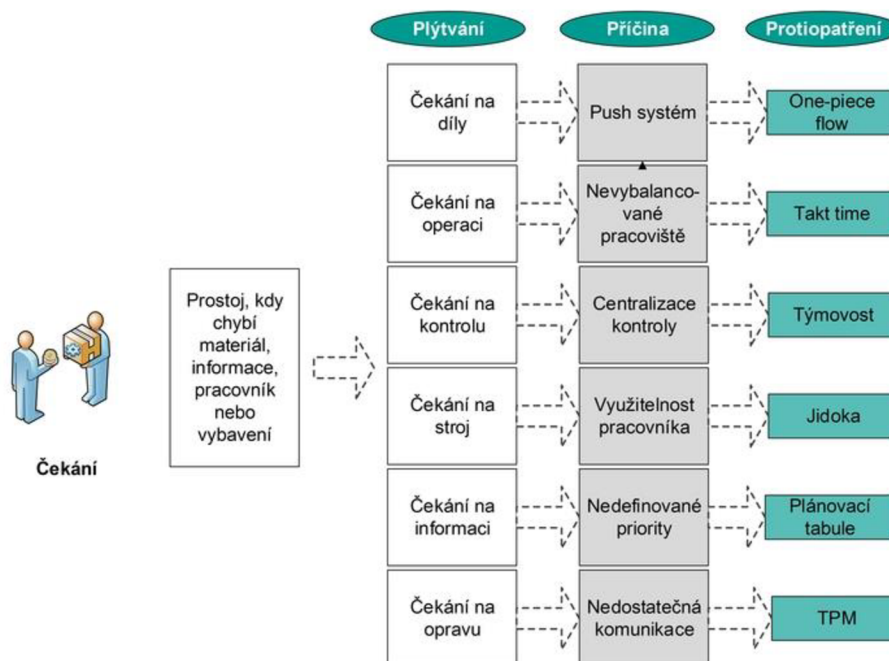 Plýtvání
Příčina
Protiopatření
Čekání na
díly
Push systém
One-piece
flow
Čekání na
operaci
Nevybalanco-
vané
pracoviště
Takt time
Prostoj, kdy
chybí
materiál,
informace,
pracovník
nebo
vybavení
Čekání
Čekání na
kontrolu
Centralizace
kontroly
Týmovost
Čekání na
stroj
Využitelnost
pracovníka
Jidoka
Čekání na
informaci
Nedefinované
priority
Plánovací
tabule
Čekání na
opravu
Nedostatečná
komunikace
TPM